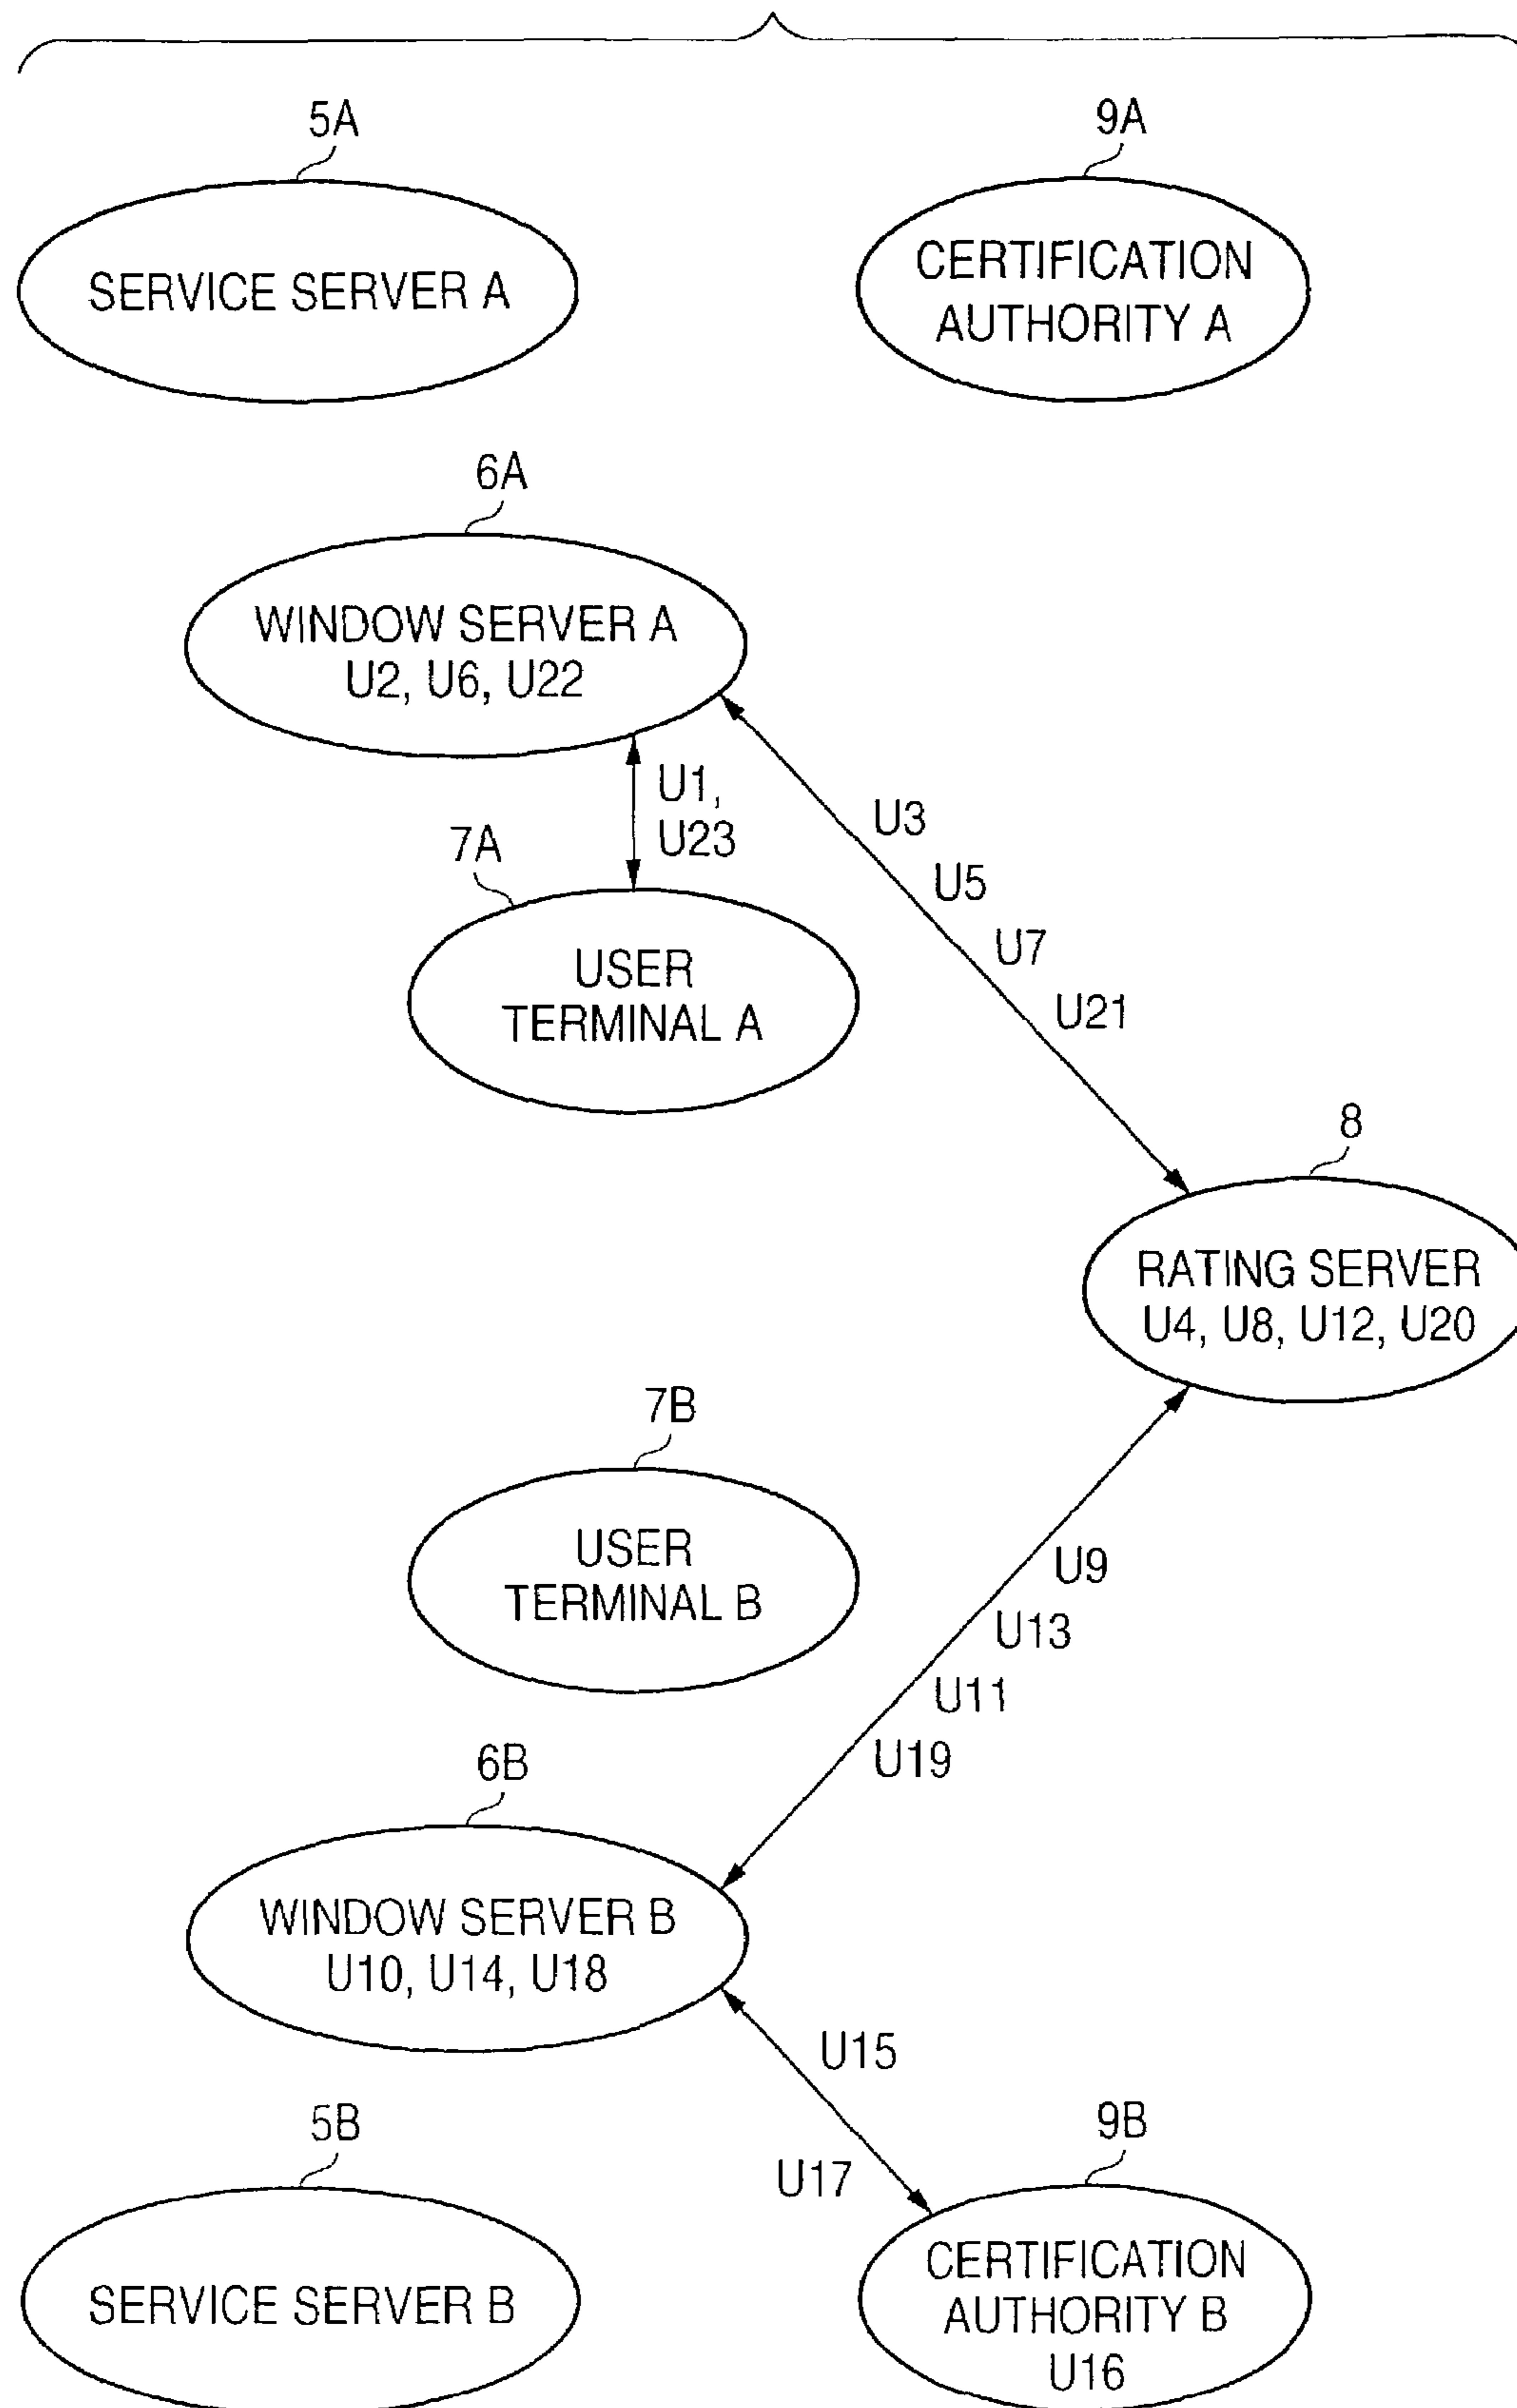 5A
9A
SERVICE SERVER A
CERTIFICATION
AUTHORITY A
6A
WINDOW SERVER A
U2, U6, U22
U1,
U23
7A
USER
TERMINAL A
U3
U5
U7
U21
8
RATING SERVER
U4, U8, U12, U20
7B
USER
TERMINAL B
U9
U13
U11
U19
6B
WINDOW SERVER B
U10, U14, U18
U15
U17
5B
9B
SERVICE SERVER B
CERTIFICATION
AUTHORITY B
U16